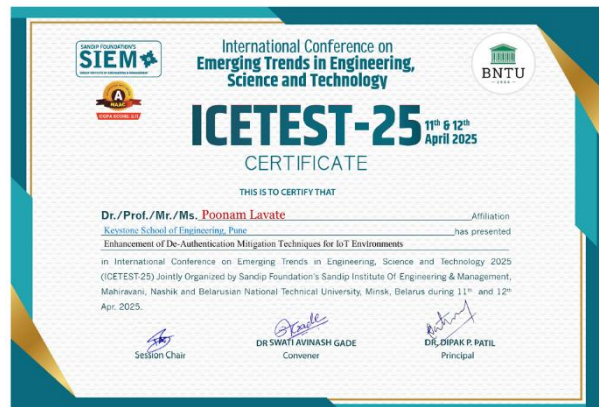 SANDIP FOUNDATION'S
SIEM
SANDIP INSTITUTE OF ENGINEERING & MANAGEMENT
A
NAAC
International Conference on
Emerging Trends in Engineering,
Science and Technology
BNTU
ICETEST-25 11th & 12th April 2025
CERTIFICATE
THIS IS TO CERTIFY THAT
Dr./Prof./Mr./Ms. Poonam Lavate Affiliation
Keystone School of Engineering, Pune has presented
Enhancement of De-Authentication Mitigation Techniques for IoT Environments
in International Conference on Emerging Trends in Engineering, Science and Technology 2025
(ICETEST-25) Jointly Organized by Sandip Foundation's Sandip Institute Of Engineering & Management,
Mahiravani, Nashik and Belarusian National Technical University, Minsk, Belarus during 11th and 12th
Apr. 2025.
Session Chair
DR SWATI AVINASH GADE
Convener
DR. DIPAK P. PATIL
Principal